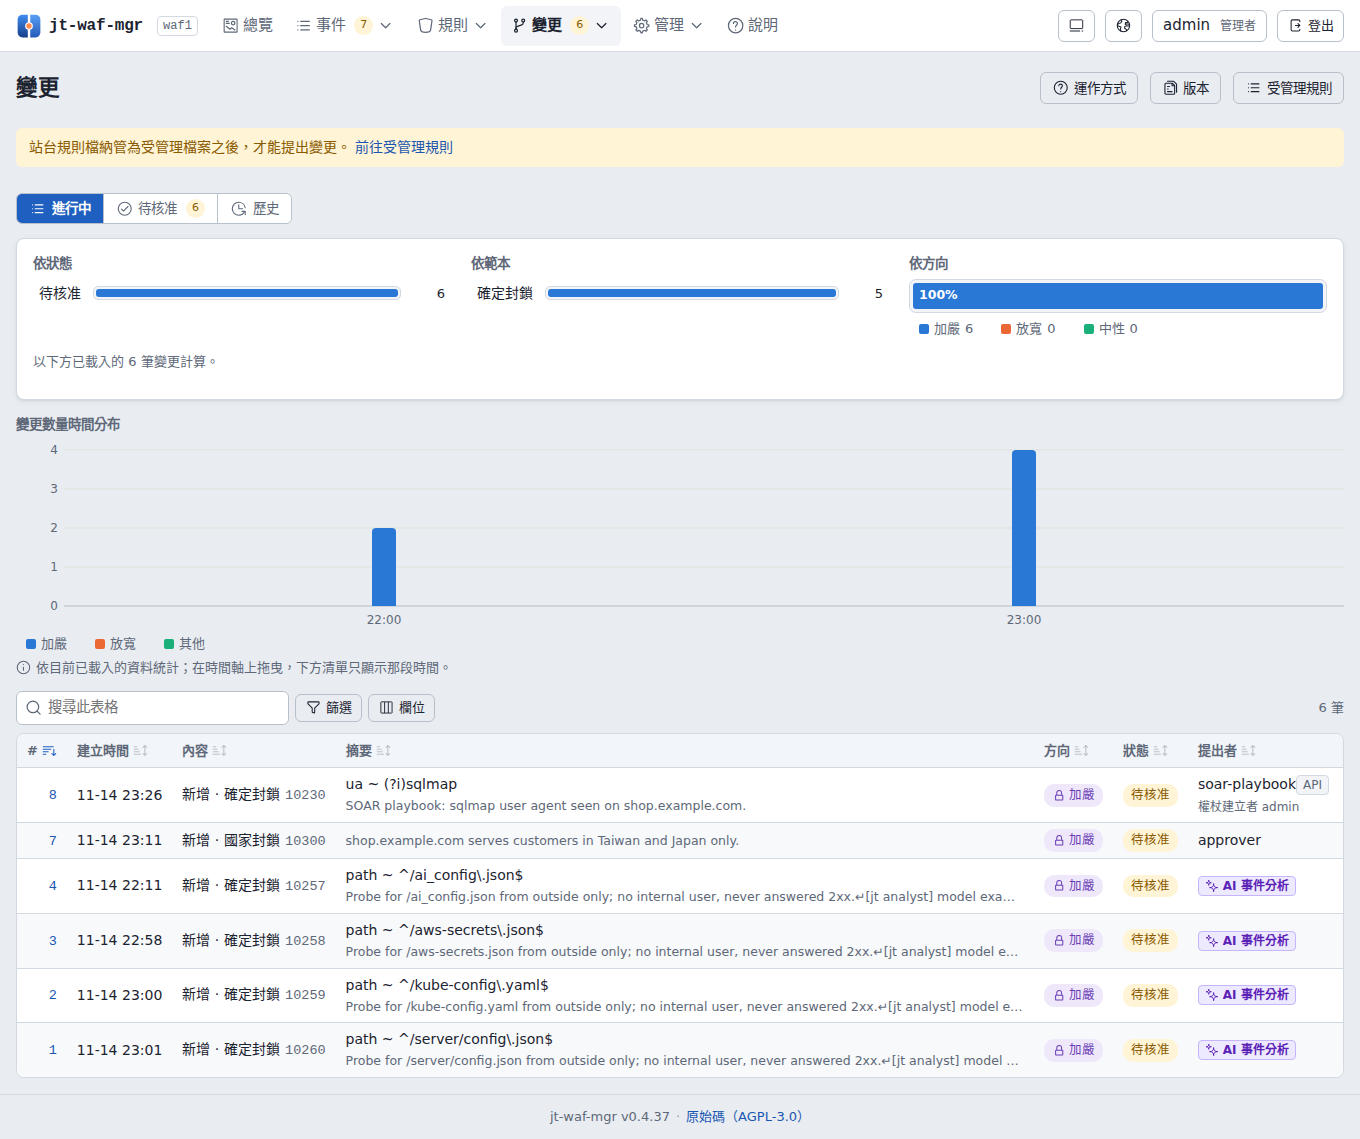 jt-waf-mgr waf1 總覽 事件 7 規則 變更 6 管理 說明 admin 管理者 登出
變更 運作方式 版本 受管理規則
站台規則檔納管為受管理檔案之後，才能提出變更。 前往受管理規則
進行中 待核准 6 歷史
依狀態 依範本 依方向
待核准 6 確定封鎖 5 100%
加嚴 6 放寬 0 中性 0
以下方已載入的 6 筆變更計算。
變更數量時間分布
4
3
2
1
0
22:00 23:00
加嚴 放寬 其他
依目前已載入的資料統計；在時間軸上拖曳，下方清單只顯示那段時間。
搜尋此表格 篩選 欄位 6 筆
# 建立時間 內容 摘要 方向 狀態 提出者
8 11-14 23:26 新增 · 確定封鎖 10230 ua ~ (?i)sqlmap 加嚴 待核准 soar-playbook API
SOAR playbook: sqlmap user agent seen on shop.example.com. 權杖建立者 admin
7 11-14 23:11 新增 · 國家封鎖 10300 shop.example.com serves customers in Taiwan and Japan only. 加嚴 待核准 approver
4 11-14 22:11 新增 · 確定封鎖 10257 path ~ ^/ai_config\.json$ 加嚴 待核准 AI 事件分析
Probe for /ai_config.json from outside only; no internal user, never answered 2xx.↵[jt analyst] model exa…
3 11-14 22:58 新增 · 確定封鎖 10258 path ~ ^/aws-secrets\.json$ 加嚴 待核准 AI 事件分析
Probe for /aws-secrets.json from outside only; no internal user, never answered 2xx.↵[jt analyst] model e…
2 11-14 23:00 新增 · 確定封鎖 10259 path ~ ^/kube-config\.yaml$ 加嚴 待核准 AI 事件分析
Probe for /kube-config.yaml from outside only; no internal user, never answered 2xx.↵[jt analyst] model e…
1 11-14 23:01 新增 · 確定封鎖 10260 path ~ ^/server/config\.json$ 加嚴 待核准 AI 事件分析
Probe for /server/config.json from outside only; no internal user, never answered 2xx.↵[jt analyst] model …
jt-waf-mgr v0.4.37 · 原始碼（AGPL-3.0）